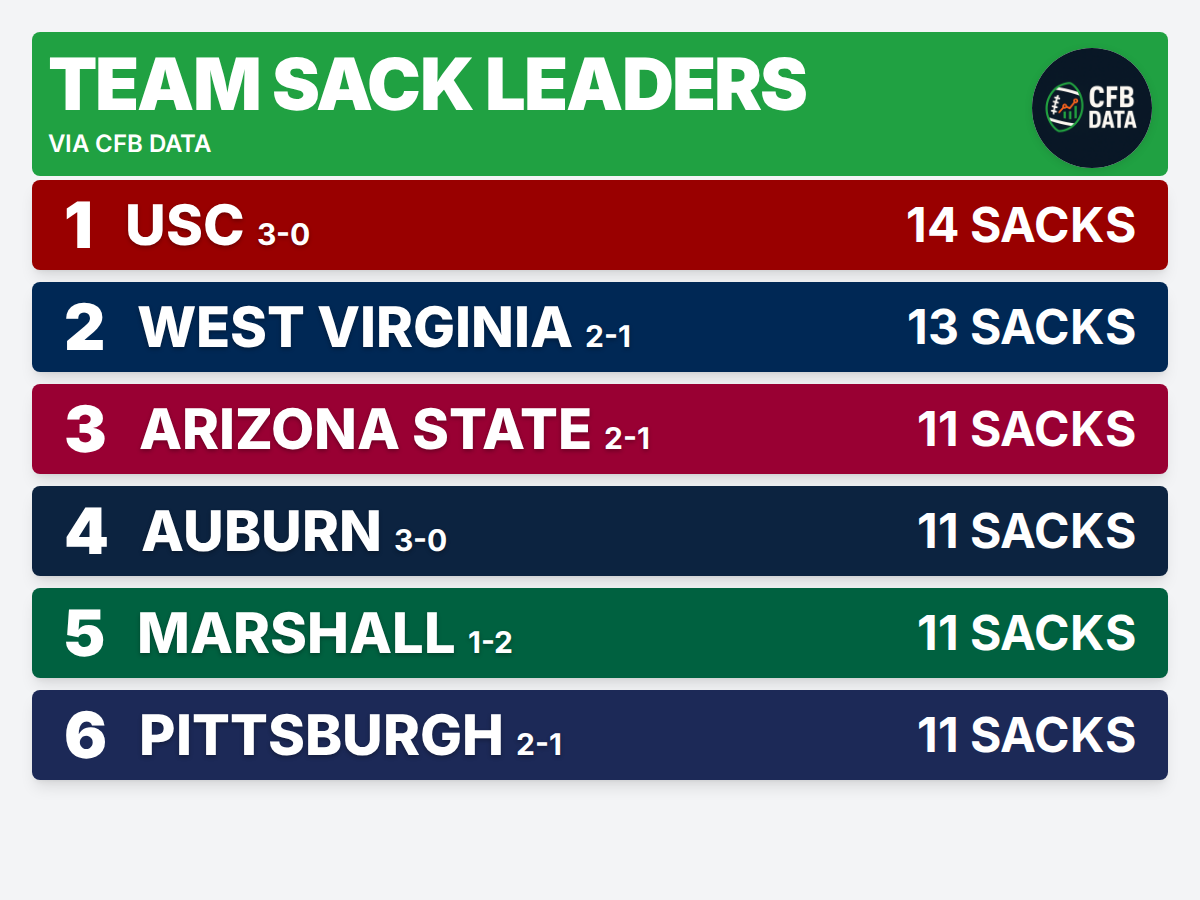 TEAM SACK LEADERS
VIA CFB DATA
CFB
DATA
1 USC 3-0 14 SACKS
2 WEST VIRGINIA 2-1 13 SACKS
3 ARIZONA STATE 2-1 11 SACKS
4 AUBURN 3-0 11 SACKS
5 MARSHALL 1-2 11 SACKS
6 PITTSBURGH 2-1 11 SACKS